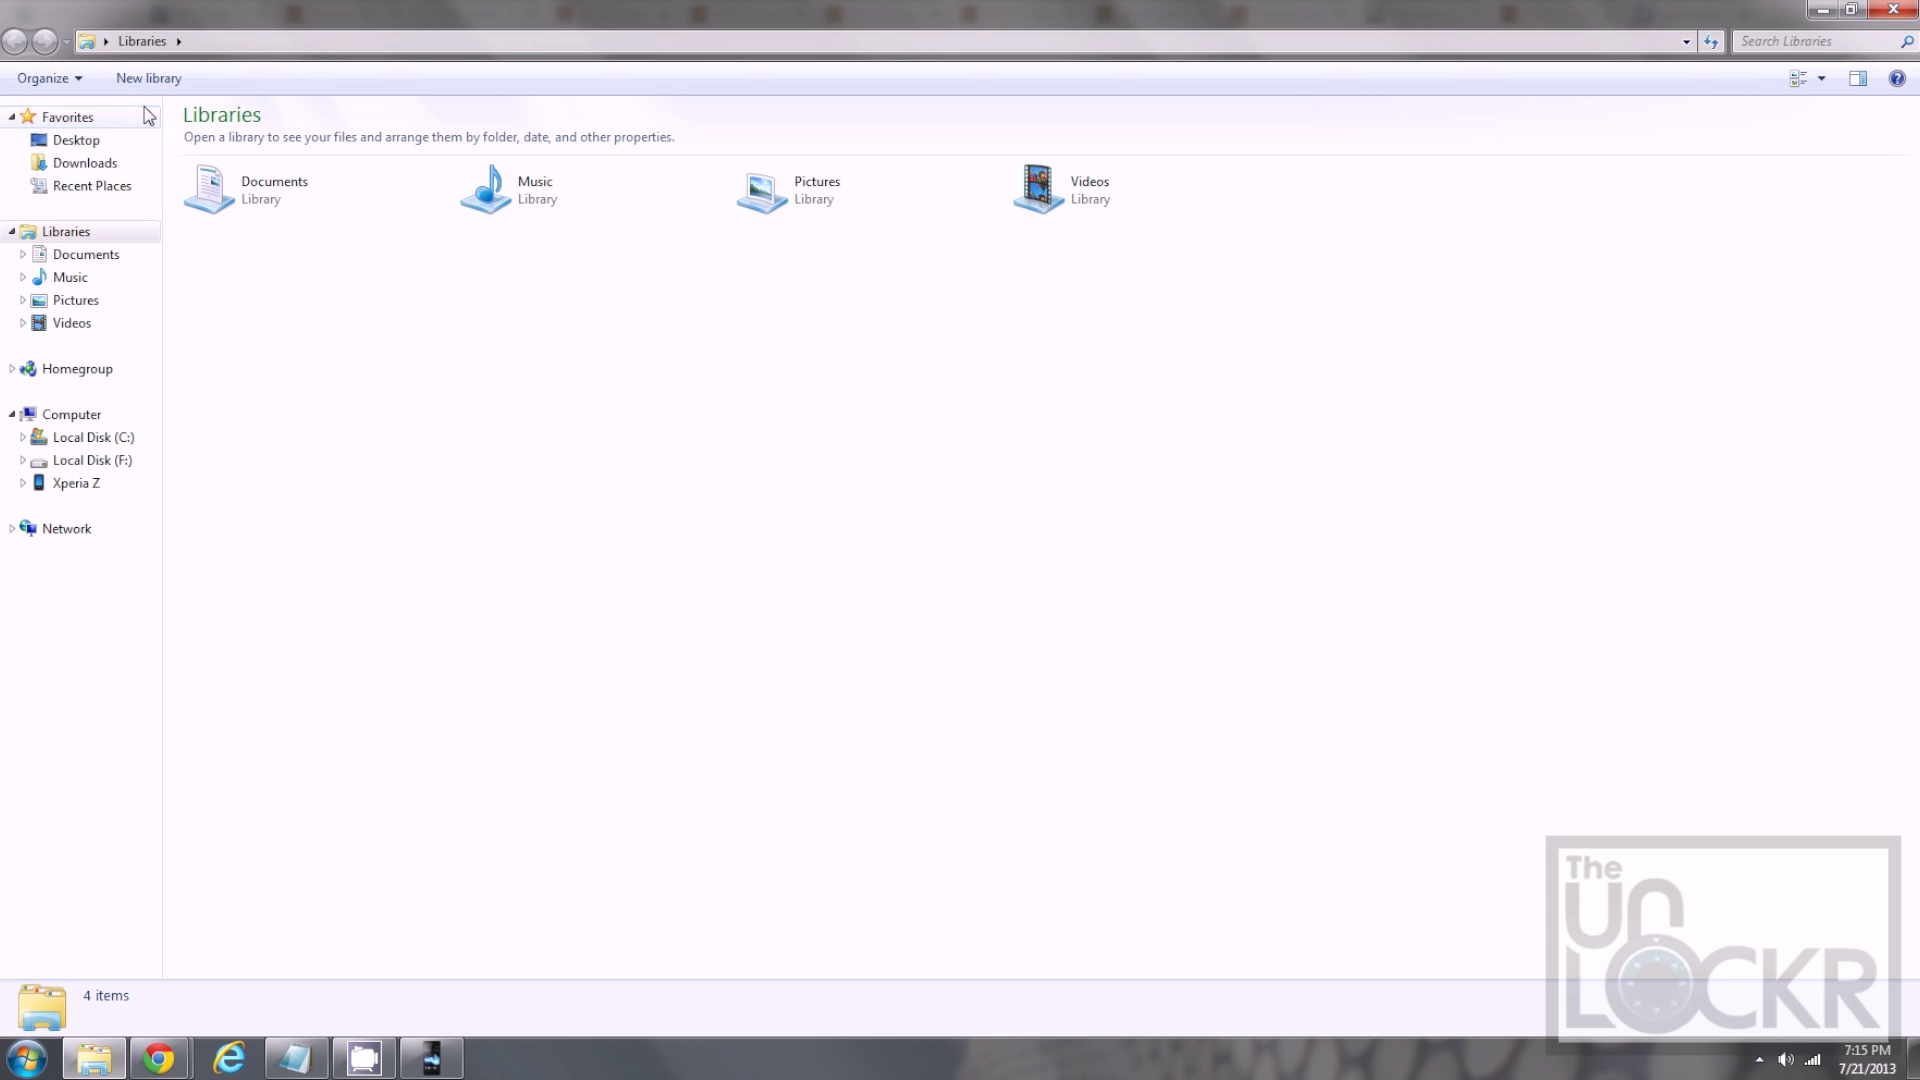 Libraries
Search Libraries
Organize
New library
Favorites
Desktop
Downloads
Recent Places
Libraries
Documents
Music
Pictures
Videos
Homegroup
Computer
Local Disk (C:)
Local Disk (F:)
Xperia Z
Network
Libraries
Open a library to see your files and arrange them by folder, date, and other properties.
Documents
Library
Music
Library
Pictures
Library
Videos
Library
4 items
The
UnLOCKR
7:15 PM
7/21/2013